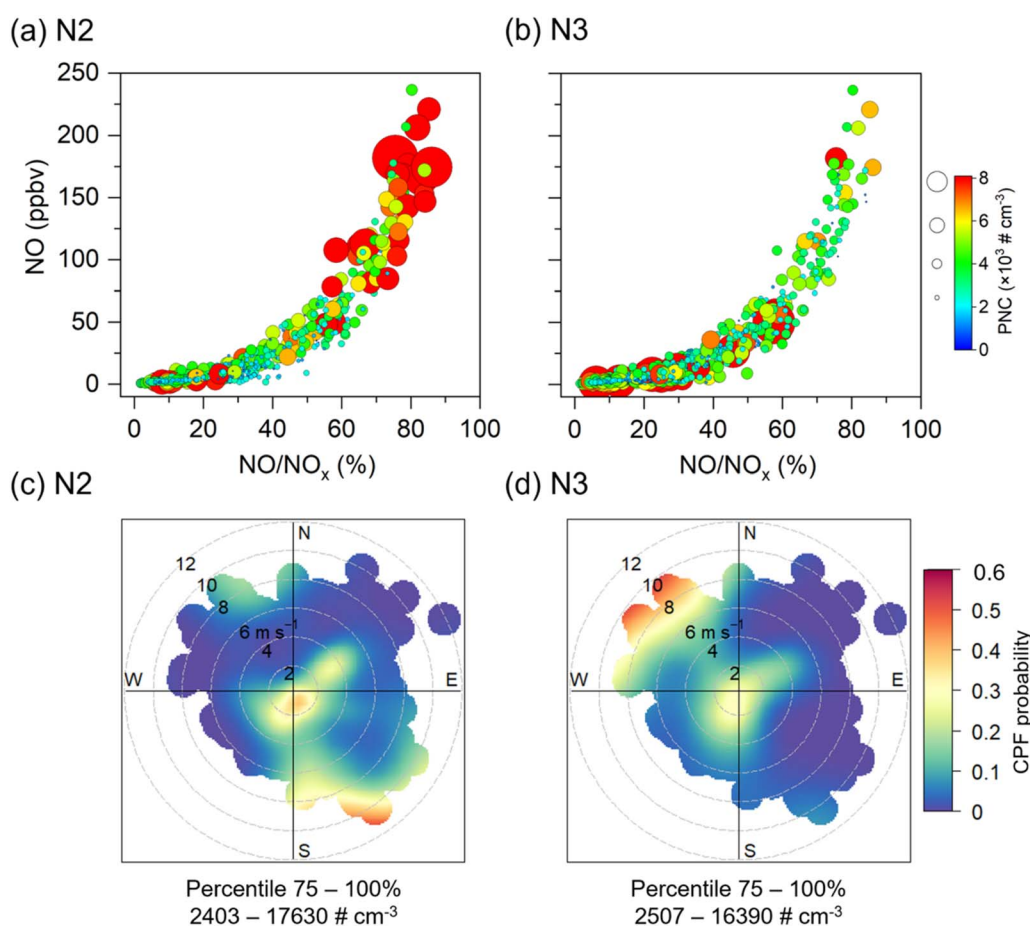 (a) N2
(b) N3
250
200
150
100
50
0
NO (ppbv)
0 20 40 60 80 100
NO/NOx (%)
0 20 40 60 80 100
NO/NOx (%)
8
6
4
2
0
PNC (×10³ # cm⁻³)
(c) N2
(d) N3
N
12
10
8
6 m s⁻¹
4
2
W
E
S
N
12
10
8
6 m s⁻¹
4
2
W
E
S
0.6
0.5
0.4
0.3
0.2
0.1
0
CPF probability
Percentile 75 – 100%
2403 – 17630 # cm⁻³
Percentile 75 – 100%
2507 – 16390 # cm⁻³